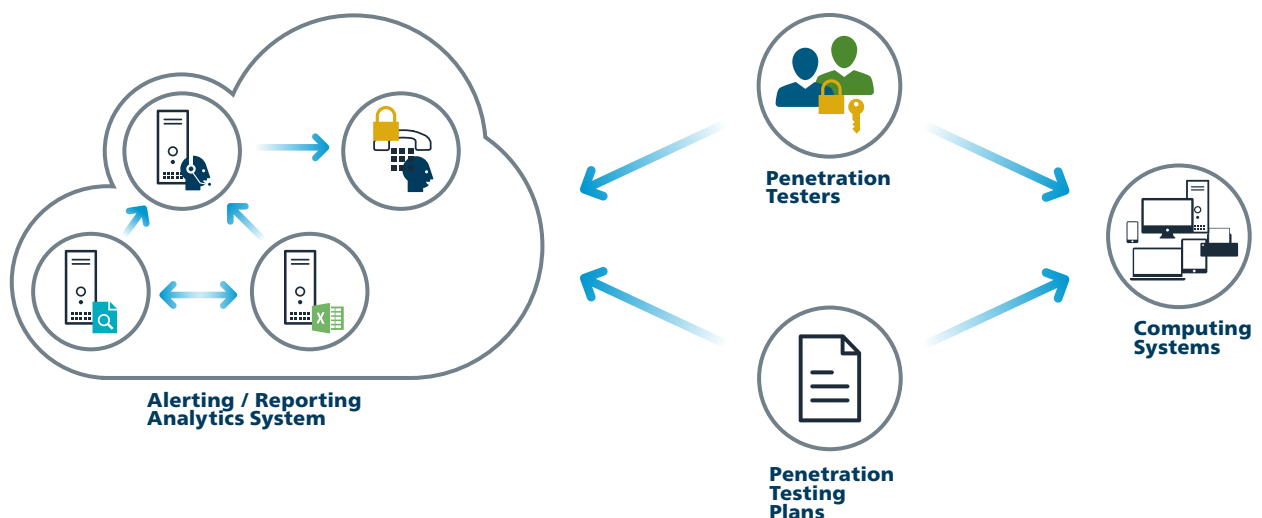 Penetration
Testers
Computing
Systems
Alerting / Reporting
Analytics System
X
Penetration
Testing
Plans